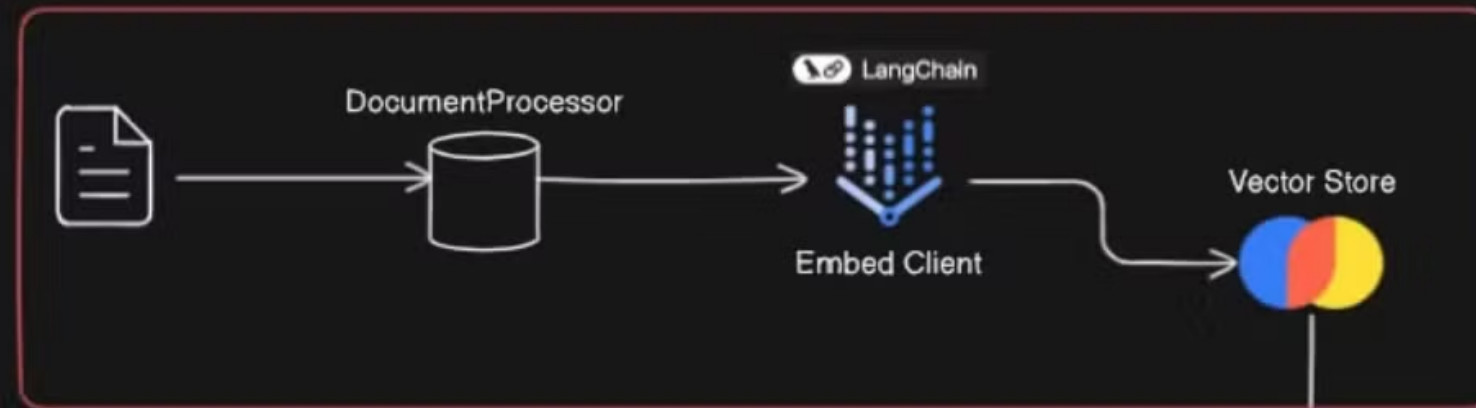 LangChain
DocumentProcessor
Vector Store
Embed Client